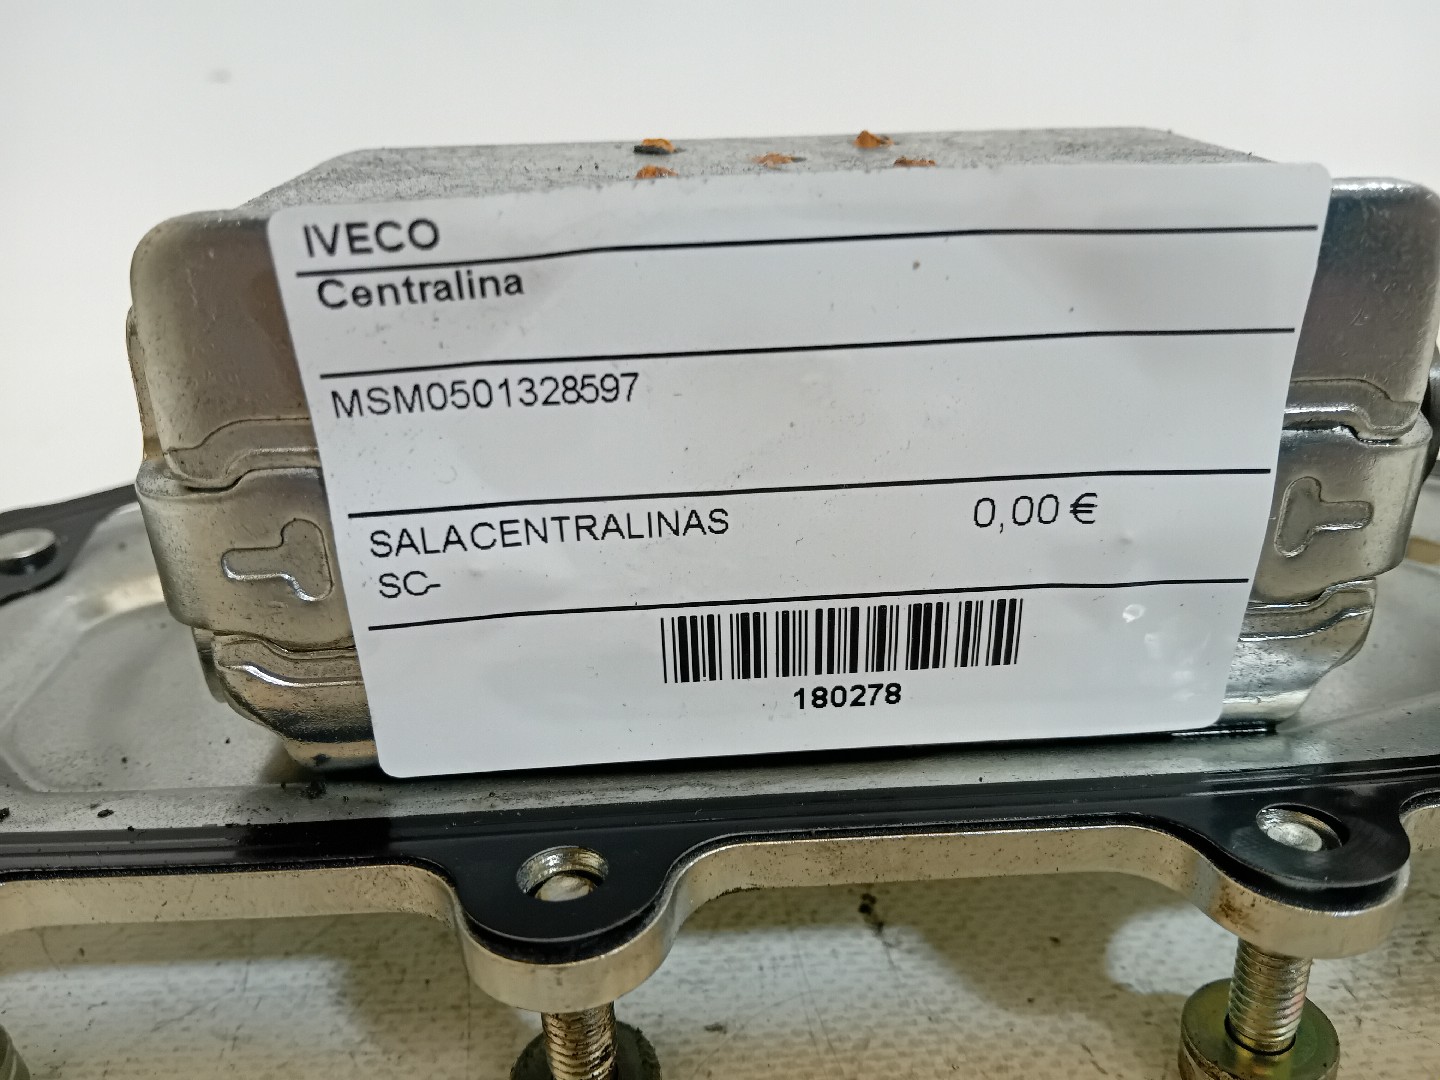 IVECO
Centralina
MSM0501328597
SALACENTRALINAS 0,00 €
SC-
180278